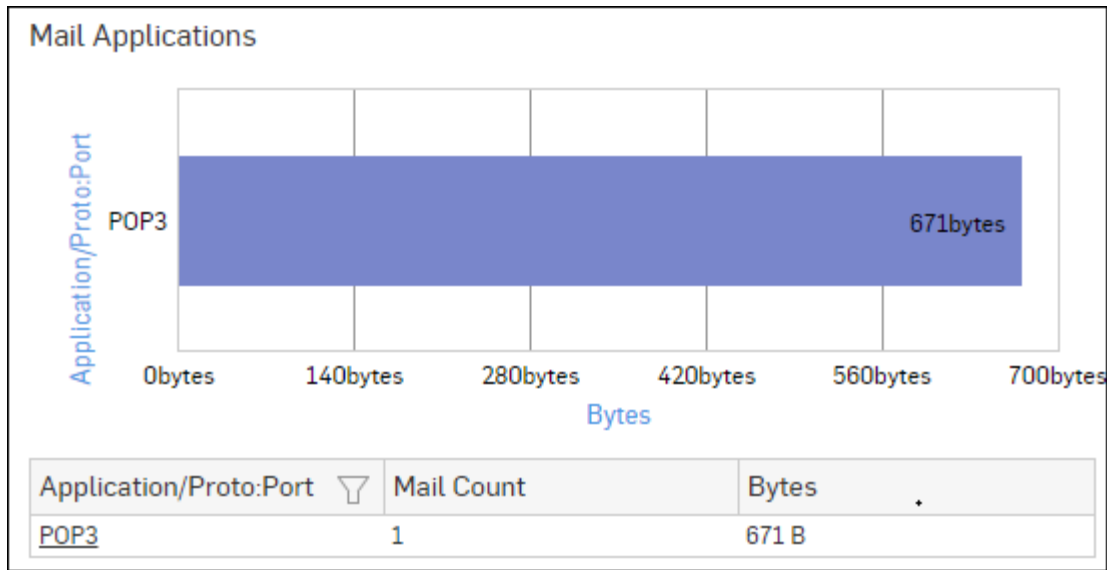 Mail Applications
Application/Proto:Port
POP3
671bytes
0bytes 140bytes 280bytes 420bytes 560bytes 700bytes
Bytes
Application/Proto:Port Mail Count Bytes
POP3 1 671 B